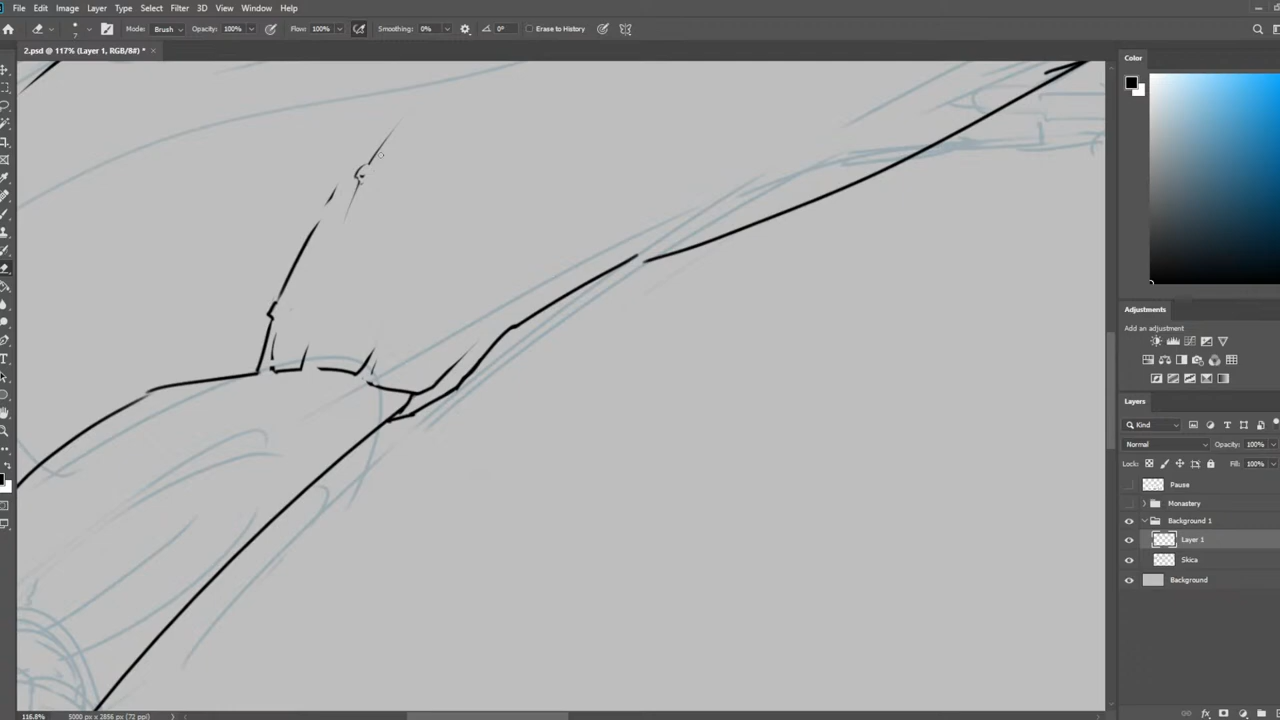 File Edit Image Layer Type Select Filter 3D View Window Help
7 Mode: Brush Opacity: 100% Flow: 100% Smoothing: 0% 0° Erase to History
2.psd @ 117% (Layer 1, RGB/8#) * ×
Color
Adjustments
Add an adjustment
Layers
Kind
Normal Opacity: 100%
Lock: Fill: 100%
Pause
Monastery
Background 1
Layer 1
Skica
Background
116.8% 5000 px x 2856 px (72 ppi)